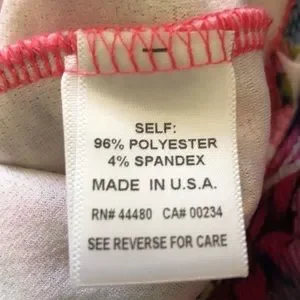 SELF:
96% POLYESTER
4% SPANDEX
MADE IN U.S.A.
RN# 44480 CA# 00234
SEE REVERSE FOR CARE